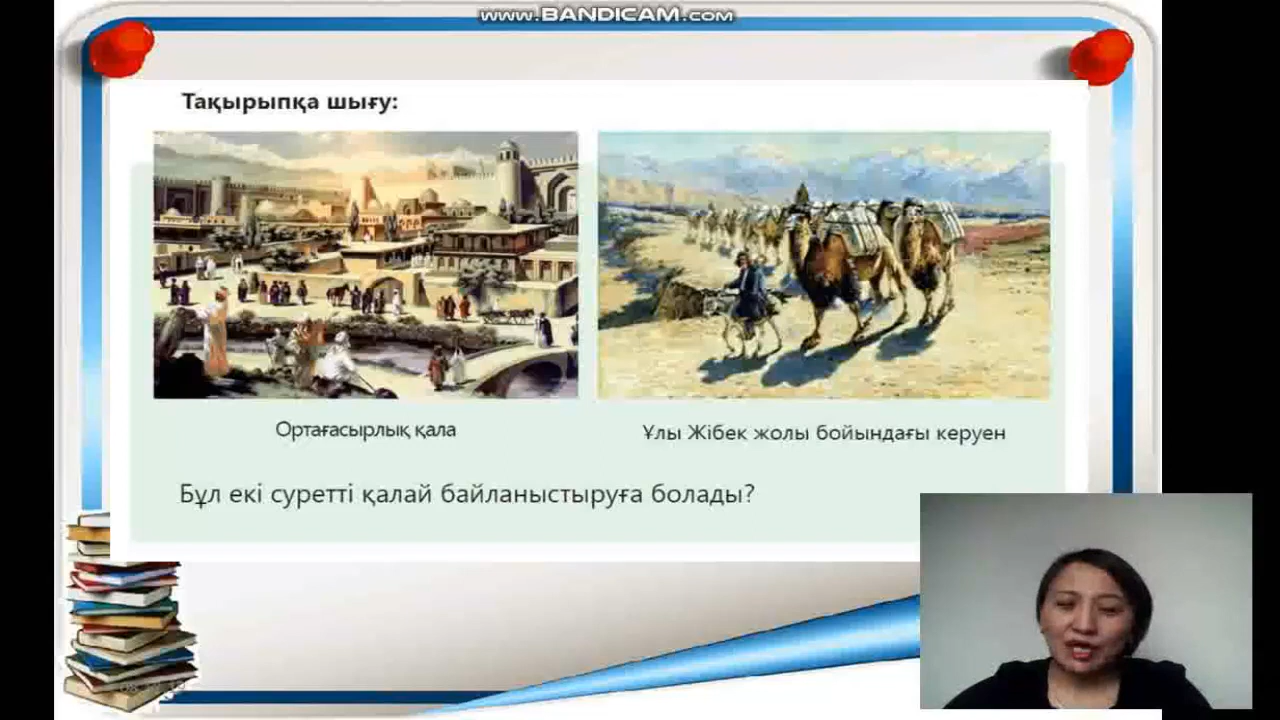 www.BANDICAM.com
Тақырыпқа шығу:
Ортағасырлық қала
Ұлы Жібек жолы бойындағы керуен
Бұл екі суретті қалай байланыстыруға болады?